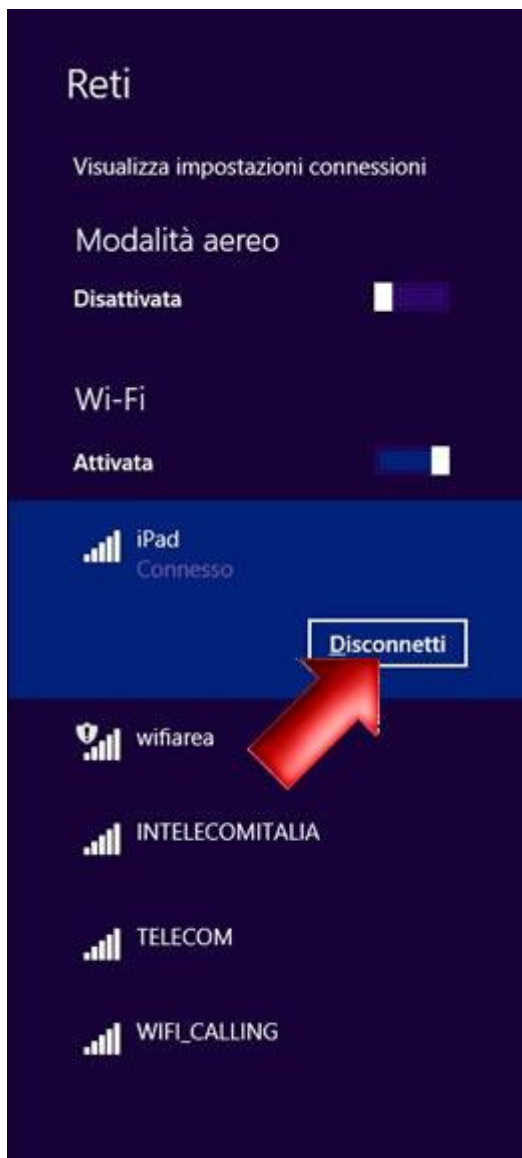 Reti
Visualizza impostazioni connessioni
Modalità aereo
Disattivata
Wi-Fi
Attivata
iPad
Connesso
Disconnetti
wifiarea
INTELECOMITALIA
TELECOM
WIFI_CALLING